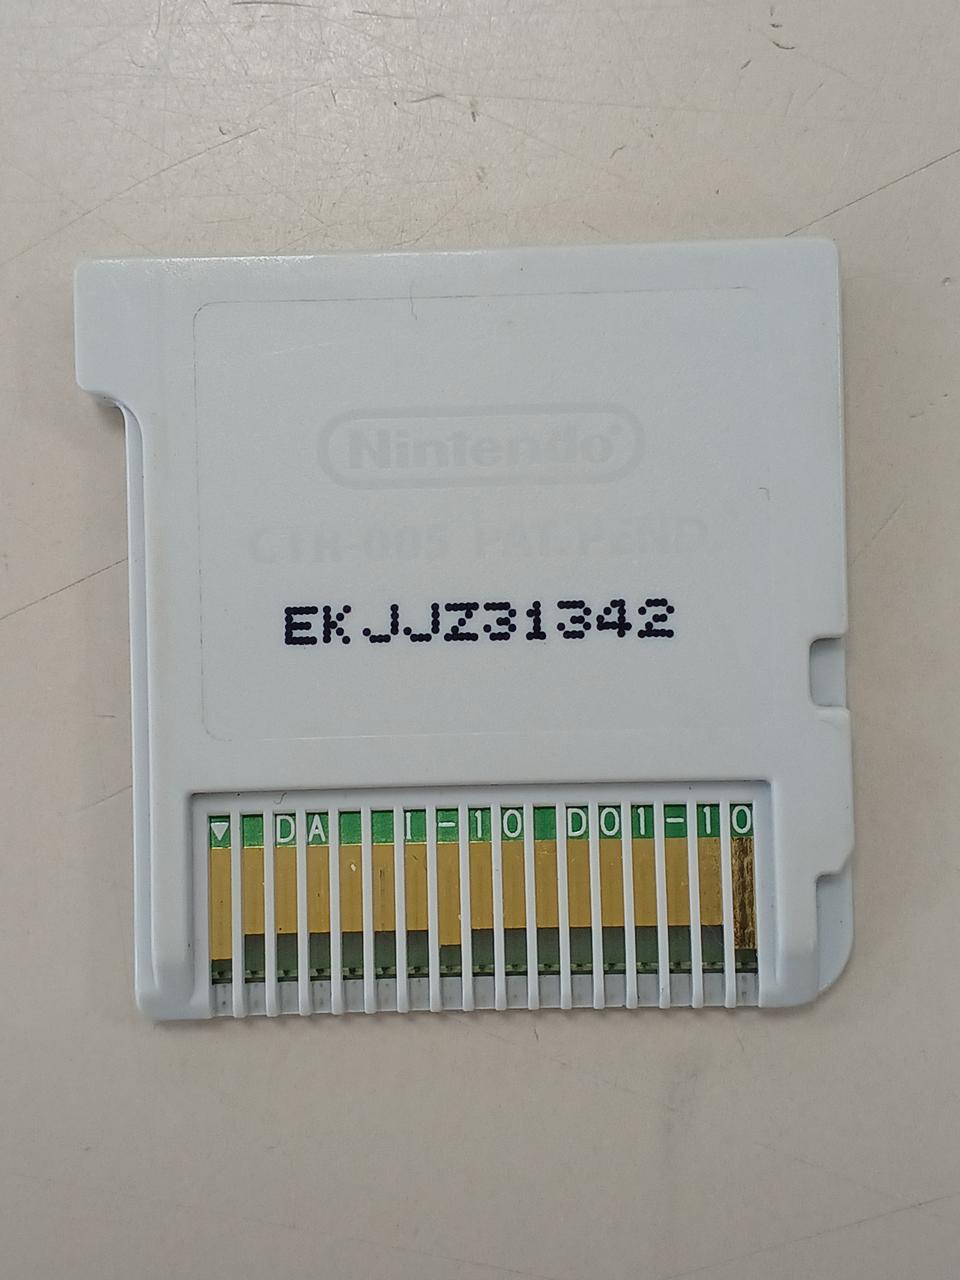 Nintendo®
CTR-005 PAT.PEND.
EKJJZ31342
▽ DA I-10 D01-10